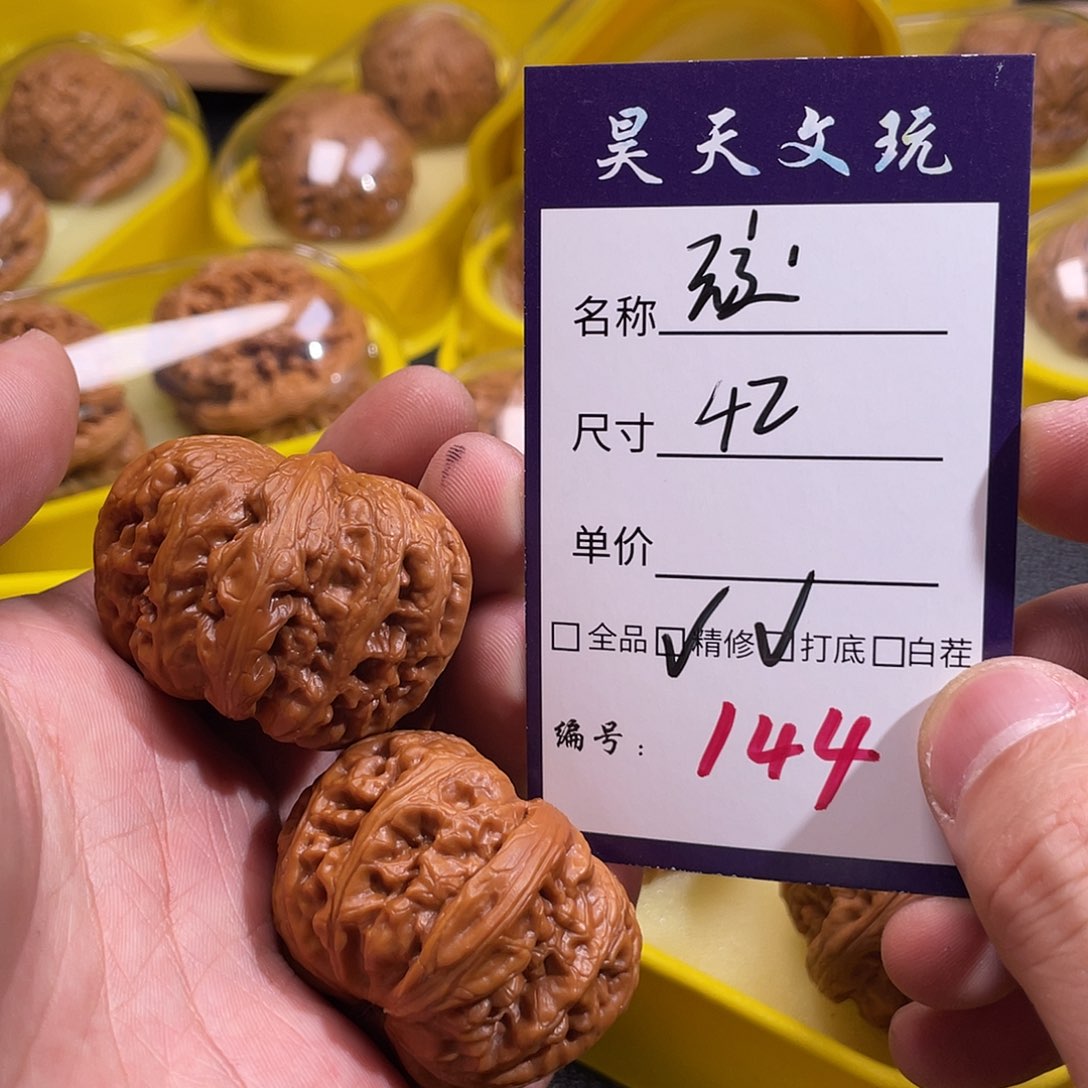 昊天文玩
名称
尺寸 42
单价
□ 全品 ☑ 精修 ☑ 打底 □ 白茬
编号: 144